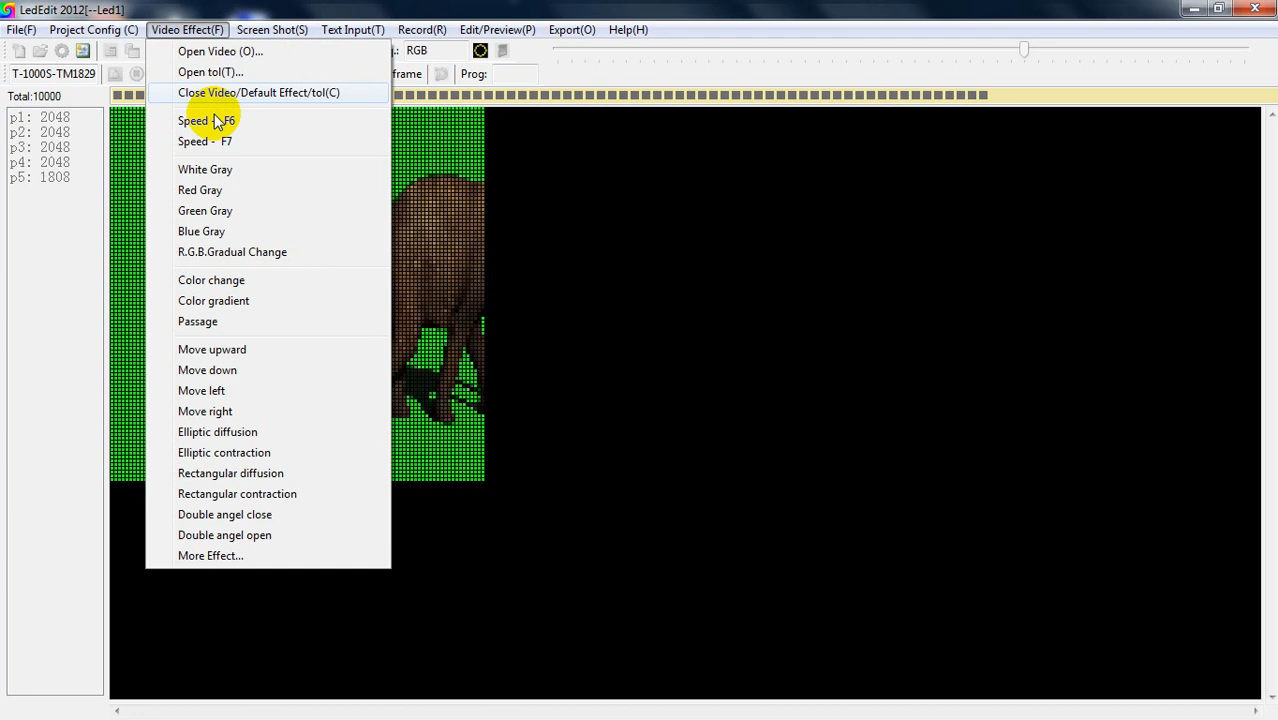 LedEdit 2012[--Led1]
File(F) Project Config (C) Video Effect(F) Screen Shot(S) Text Input(T) Record(R) Edit/Preview(P) Export(O) Help(H)
Open Video (O)...
RGB
T-1000S-TM1829
Open tol(T)...
frame
Prog:
Total:10000
Close Video/Default Effect/tol(C)
p1: 2048
p2: 2048
p3: 2048
p4: 2048
p5: 1808
Speed - F6
Speed - F7
White Gray
Red Gray
Green Gray
Blue Gray
R.G.B.Gradual Change
Color change
Color gradient
Passage
Move upward
Move down
Move left
Move right
Elliptic diffusion
Elliptic contraction
Rectangular diffusion
Rectangular contraction
Double angel close
Double angel open
More Effect...